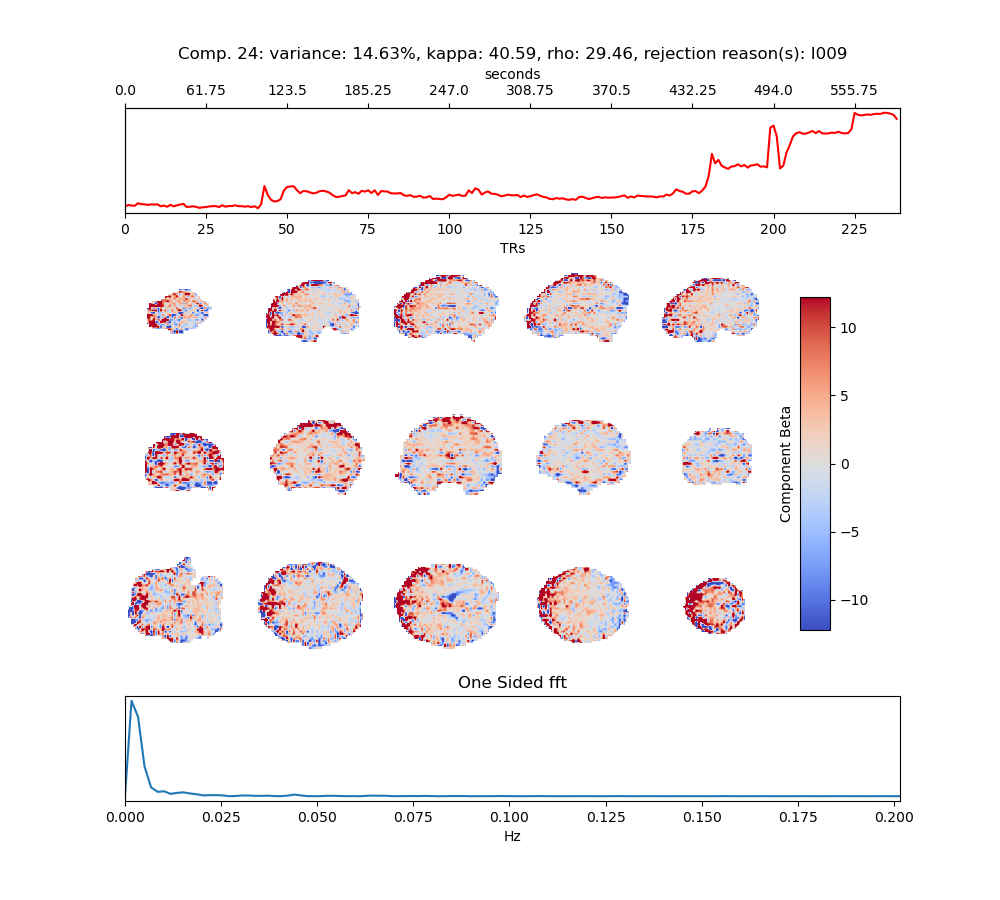 Comp. 24: variance: 14.63%, kappa: 40.59, rho: 29.46, rejection reason(s): I009
seconds
0.0 61.75 123.5 185.25 247.0 308.75 370.5 432.25 494.0 555.75
0 25 50 75 100 125 150 175 200 225
TRs
10
5
0
−5
−10
Component Beta
One Sided fft
0.000 0.025 0.050 0.075 0.100 0.125 0.150 0.175 0.200
Hz